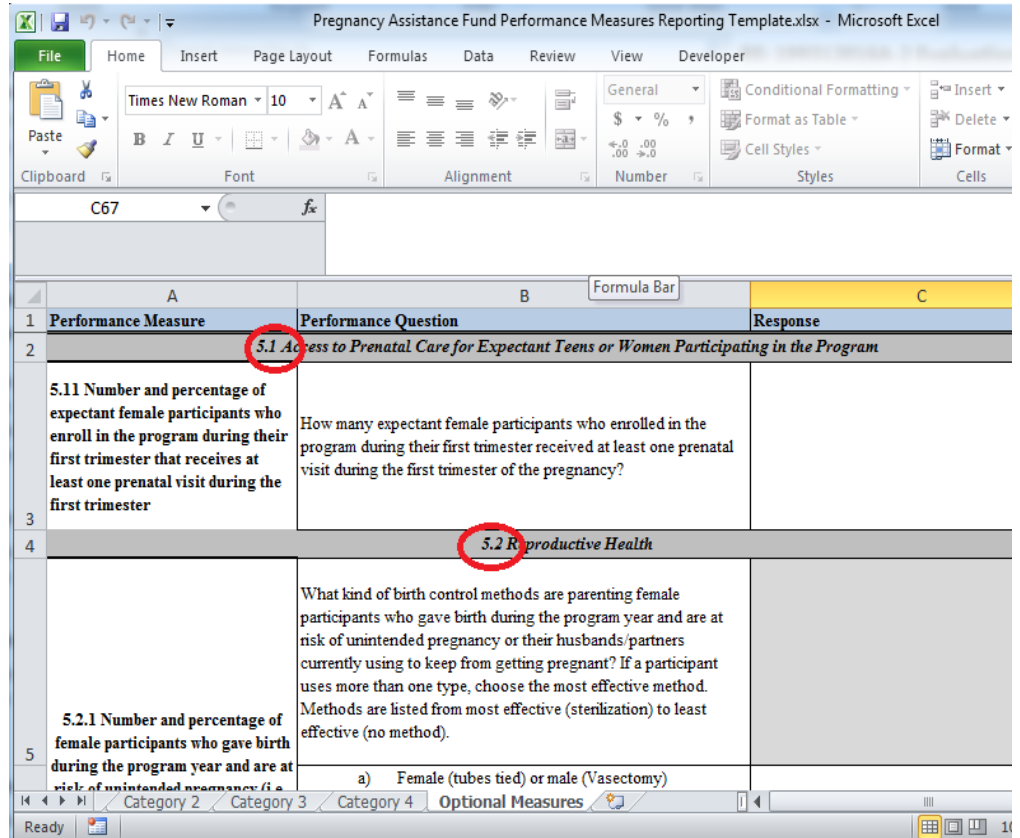 Pregnancy Assistance Fund Performance Measures Reporting Template.xlsx - Microsoft Excel
File Home Insert Page Layout Formulas Data Review View Developer
Paste
Clipboard
Times New Roman 10
B I U
Font
Alignment
General
$ % ,
Number
Conditional Formatting
Format as Table
Cell Styles
Styles
Insert
Delete
Format
Cells
C67 fx
Formula Bar
A B C
1 Performance Measure Performance Question Response
2 5.1 Access to Prenatal Care for Expectant Teens or Women Participating in the Program
5.11 Number and percentage of
expectant female participants who
enroll in the program during their
first trimester that receives at
least one prenatal visit during the
first trimester
How many expectant female participants who enrolled in the
program during their first trimester received at least one prenatal
visit during the first trimester of the pregnancy?
3
4 5.2 Reproductive Health
What kind of birth control methods are parenting female
participants who gave birth during the program year and are at
risk of unintended pregnancy or their husbands/partners
currently using to keep from getting pregnant? If a participant
uses more than one type, choose the most effective method.
Methods are listed from most effective (sterilization) to least
effective (no method).
5
5.2.1 Number and percentage of
female participants who gave birth
during the program year and are at
risk of unintended pregnancy (i.e.
a) Female (tubes tied) or male (Vasectomy)
Category 2 Category 3 Category 4 Optional Measures
Ready 10